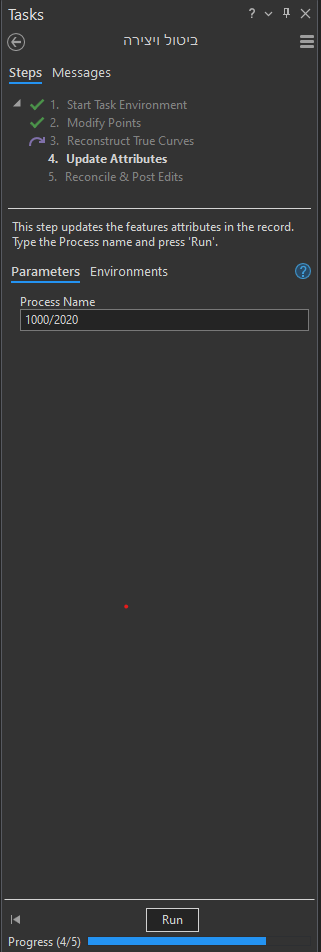 Tasks
ביטול ויצירה
Steps Messages
1. Start Task Environment
2. Modify Points
3. Reconstruct True Curves
4. Update Attributes
5. Reconcile & Post Edits
This step updates the features attributes in the record.
Type the Process name and press 'Run'.
Parameters Environments
Process Name
1000/2020
Run
Progress (4/5)